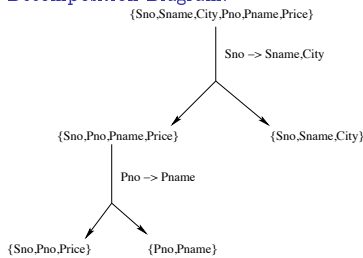 Decomposition Diagram:
{Sno,Sname,City,Pno,Pname,Price}
Sno –> Sname,City
{Sno,Pno,Pname,Price}
{Sno,Sname,City}
Pno –> Pname
{Sno,Pno,Price}
{Pno,Pname}